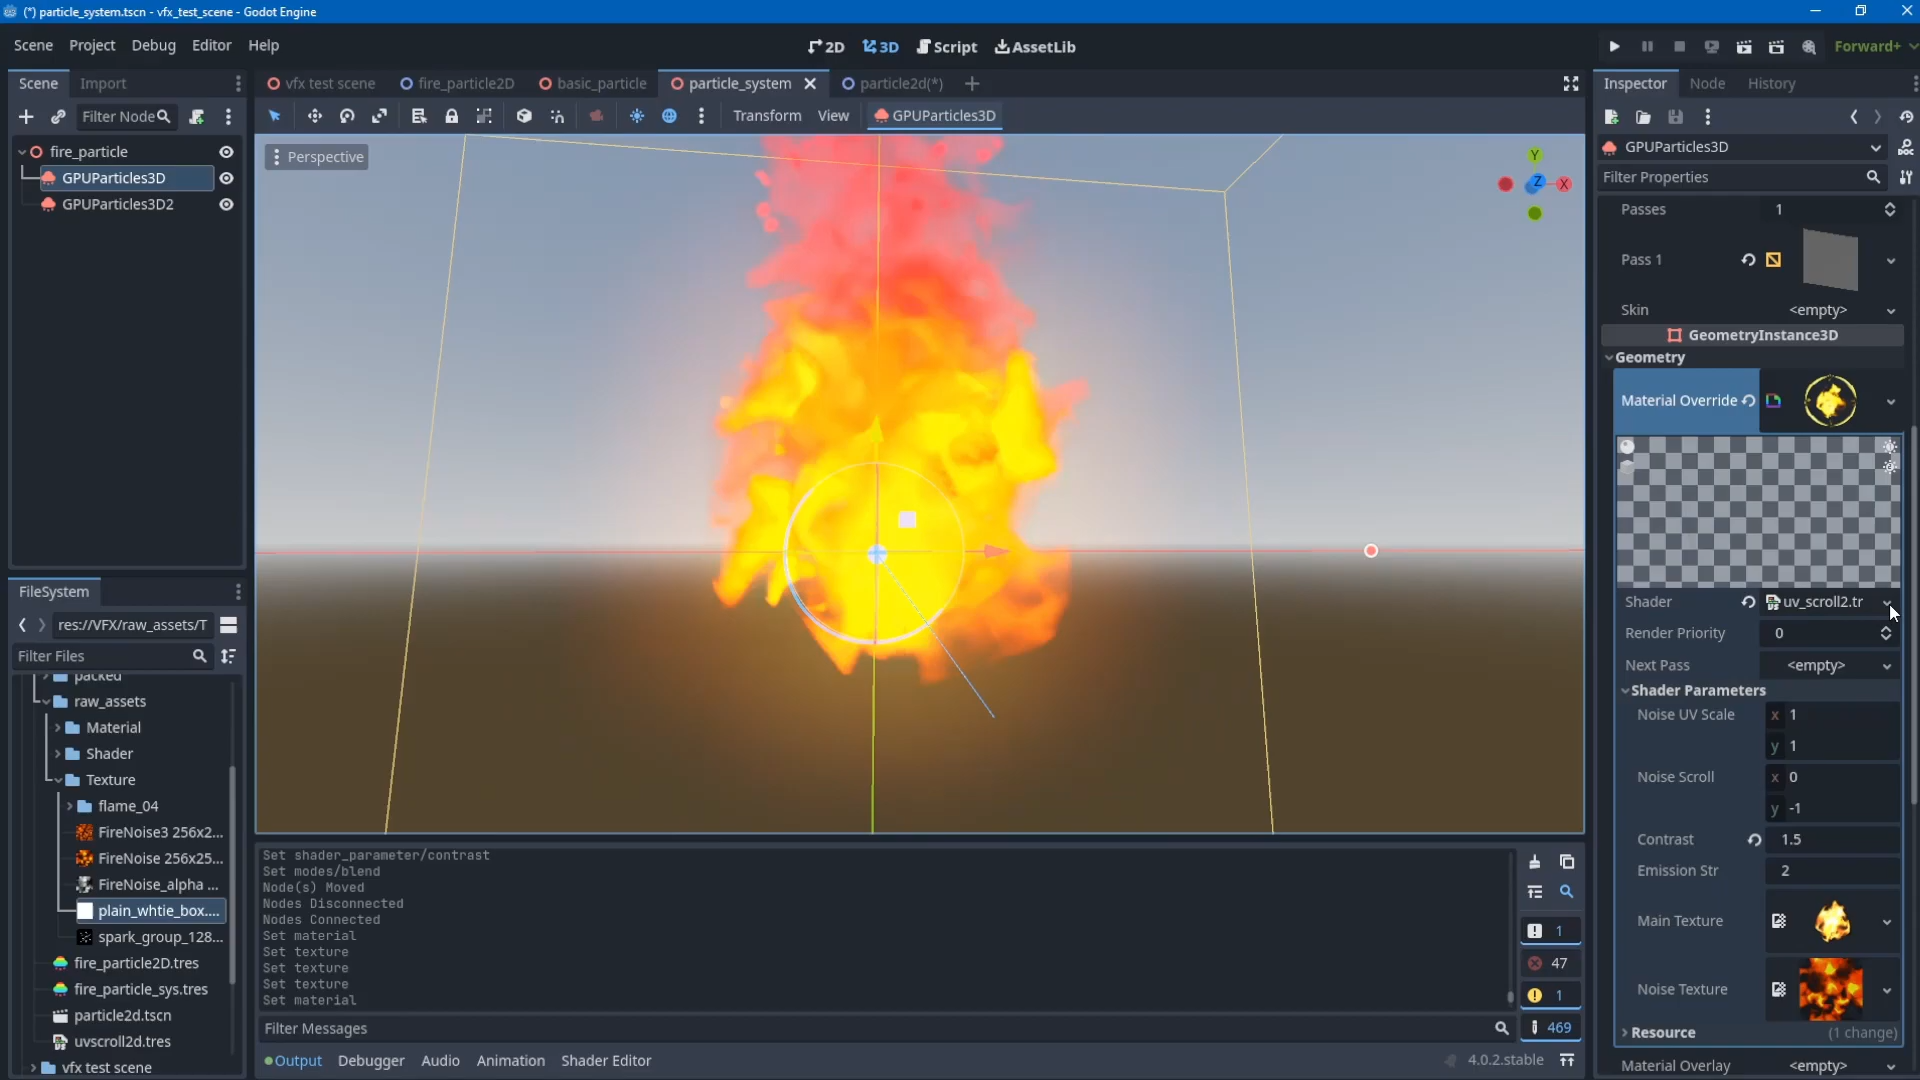 (*) particle_system.tscn - vfx_test_scene - Godot Engine
Scene Project Debug Editor Help
2D 3D Script AssetLib
Forward+
Scene Import
Filter Node
fire_particle
GPUParticles3D
GPUParticles3D2
vfx test scene fire_particle2D basic_particle particle_system particle2d(*)
Transform View GPUParticles3D
Perspective
Y
Z
X
FileSystem
res://VFX/raw_assets/T
Filter Files
packed
raw_assets
Material
Shader
Texture
flame_04
FireNoise3 256x2...
FireNoise 256x25...
FireNoise_alpha ...
plain_whtie_box....
spark_group_128...
fire_particle2D.tres
fire_particle_sys.tres
particle2d.tscn
uvscroll2d.tres
vfx test scene
Set shader_parameter/contrast
Set modes/blend
Node(s) Moved
Nodes Disconnected
Nodes Connected
Set material
Set texture
Set texture
Set texture
Set material
1
47
1
469
Filter Messages
Output Debugger Audio Animation Shader Editor
4.0.2.stable
Inspector Node History
GPUParticles3D
Filter Properties
Passes 1
Pass 1
Skin <empty>
GeometryInstance3D
Geometry
Material Override
Shader uv_scroll2.tr
Render Priority 0
Next Pass <empty>
Shader Parameters
Noise UV Scale x 1
y 1
Noise Scroll x 0
y -1
Contrast 1.5
Emission Str 2
Main Texture
Noise Texture
Resource (1 change)
Material Overlay <empty>